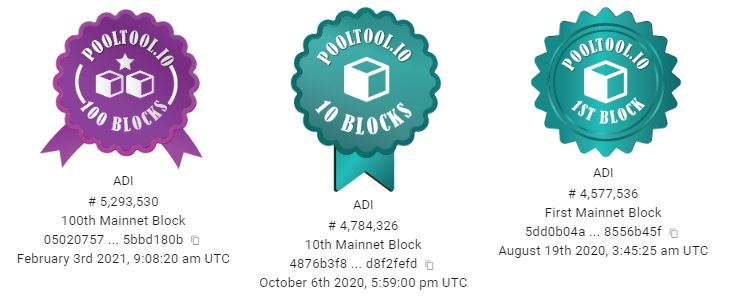 POOLTOOL.IO
100 BLOCKS
ADI
# 5,293,530
100th Mainnet Block
05020757 ... 5bbd180b
February 3rd 2021, 9:08:20 am UTC
POOLTOOL.IO
10 BLOCKS
ADI
# 4,784,326
10th Mainnet Block
4876b3f8 ... d8f2fefd
October 6th 2020, 5:59:00 pm UTC
POOLTOOL.IO
1ST BLOCK
ADI
# 4,577,536
First Mainnet Block
5dd0b04a ... 8556b45f
August 19th 2020, 3:45:25 am UTC